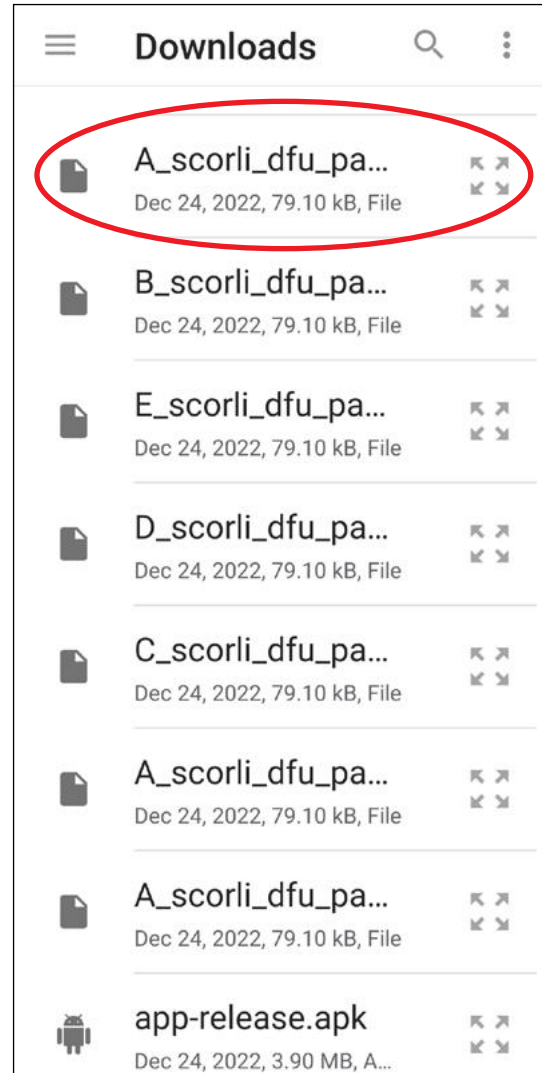 Downloads
A_scorli_dfu_pa...
Dec 24, 2022, 79.10 kB, File
B_scorli_dfu_pa...
Dec 24, 2022, 79.10 kB, File
E_scorli_dfu_pa...
Dec 24, 2022, 79.10 kB, File
D_scorli_dfu_pa...
Dec 24, 2022, 79.10 kB, File
C_scorli_dfu_pa...
Dec 24, 2022, 79.10 kB, File
A_scorli_dfu_pa...
Dec 24, 2022, 79.10 kB, File
A_scorli_dfu_pa...
Dec 24, 2022, 79.10 kB, File
app-release.apk
Dec 24, 2022, 3.90 MB, A...